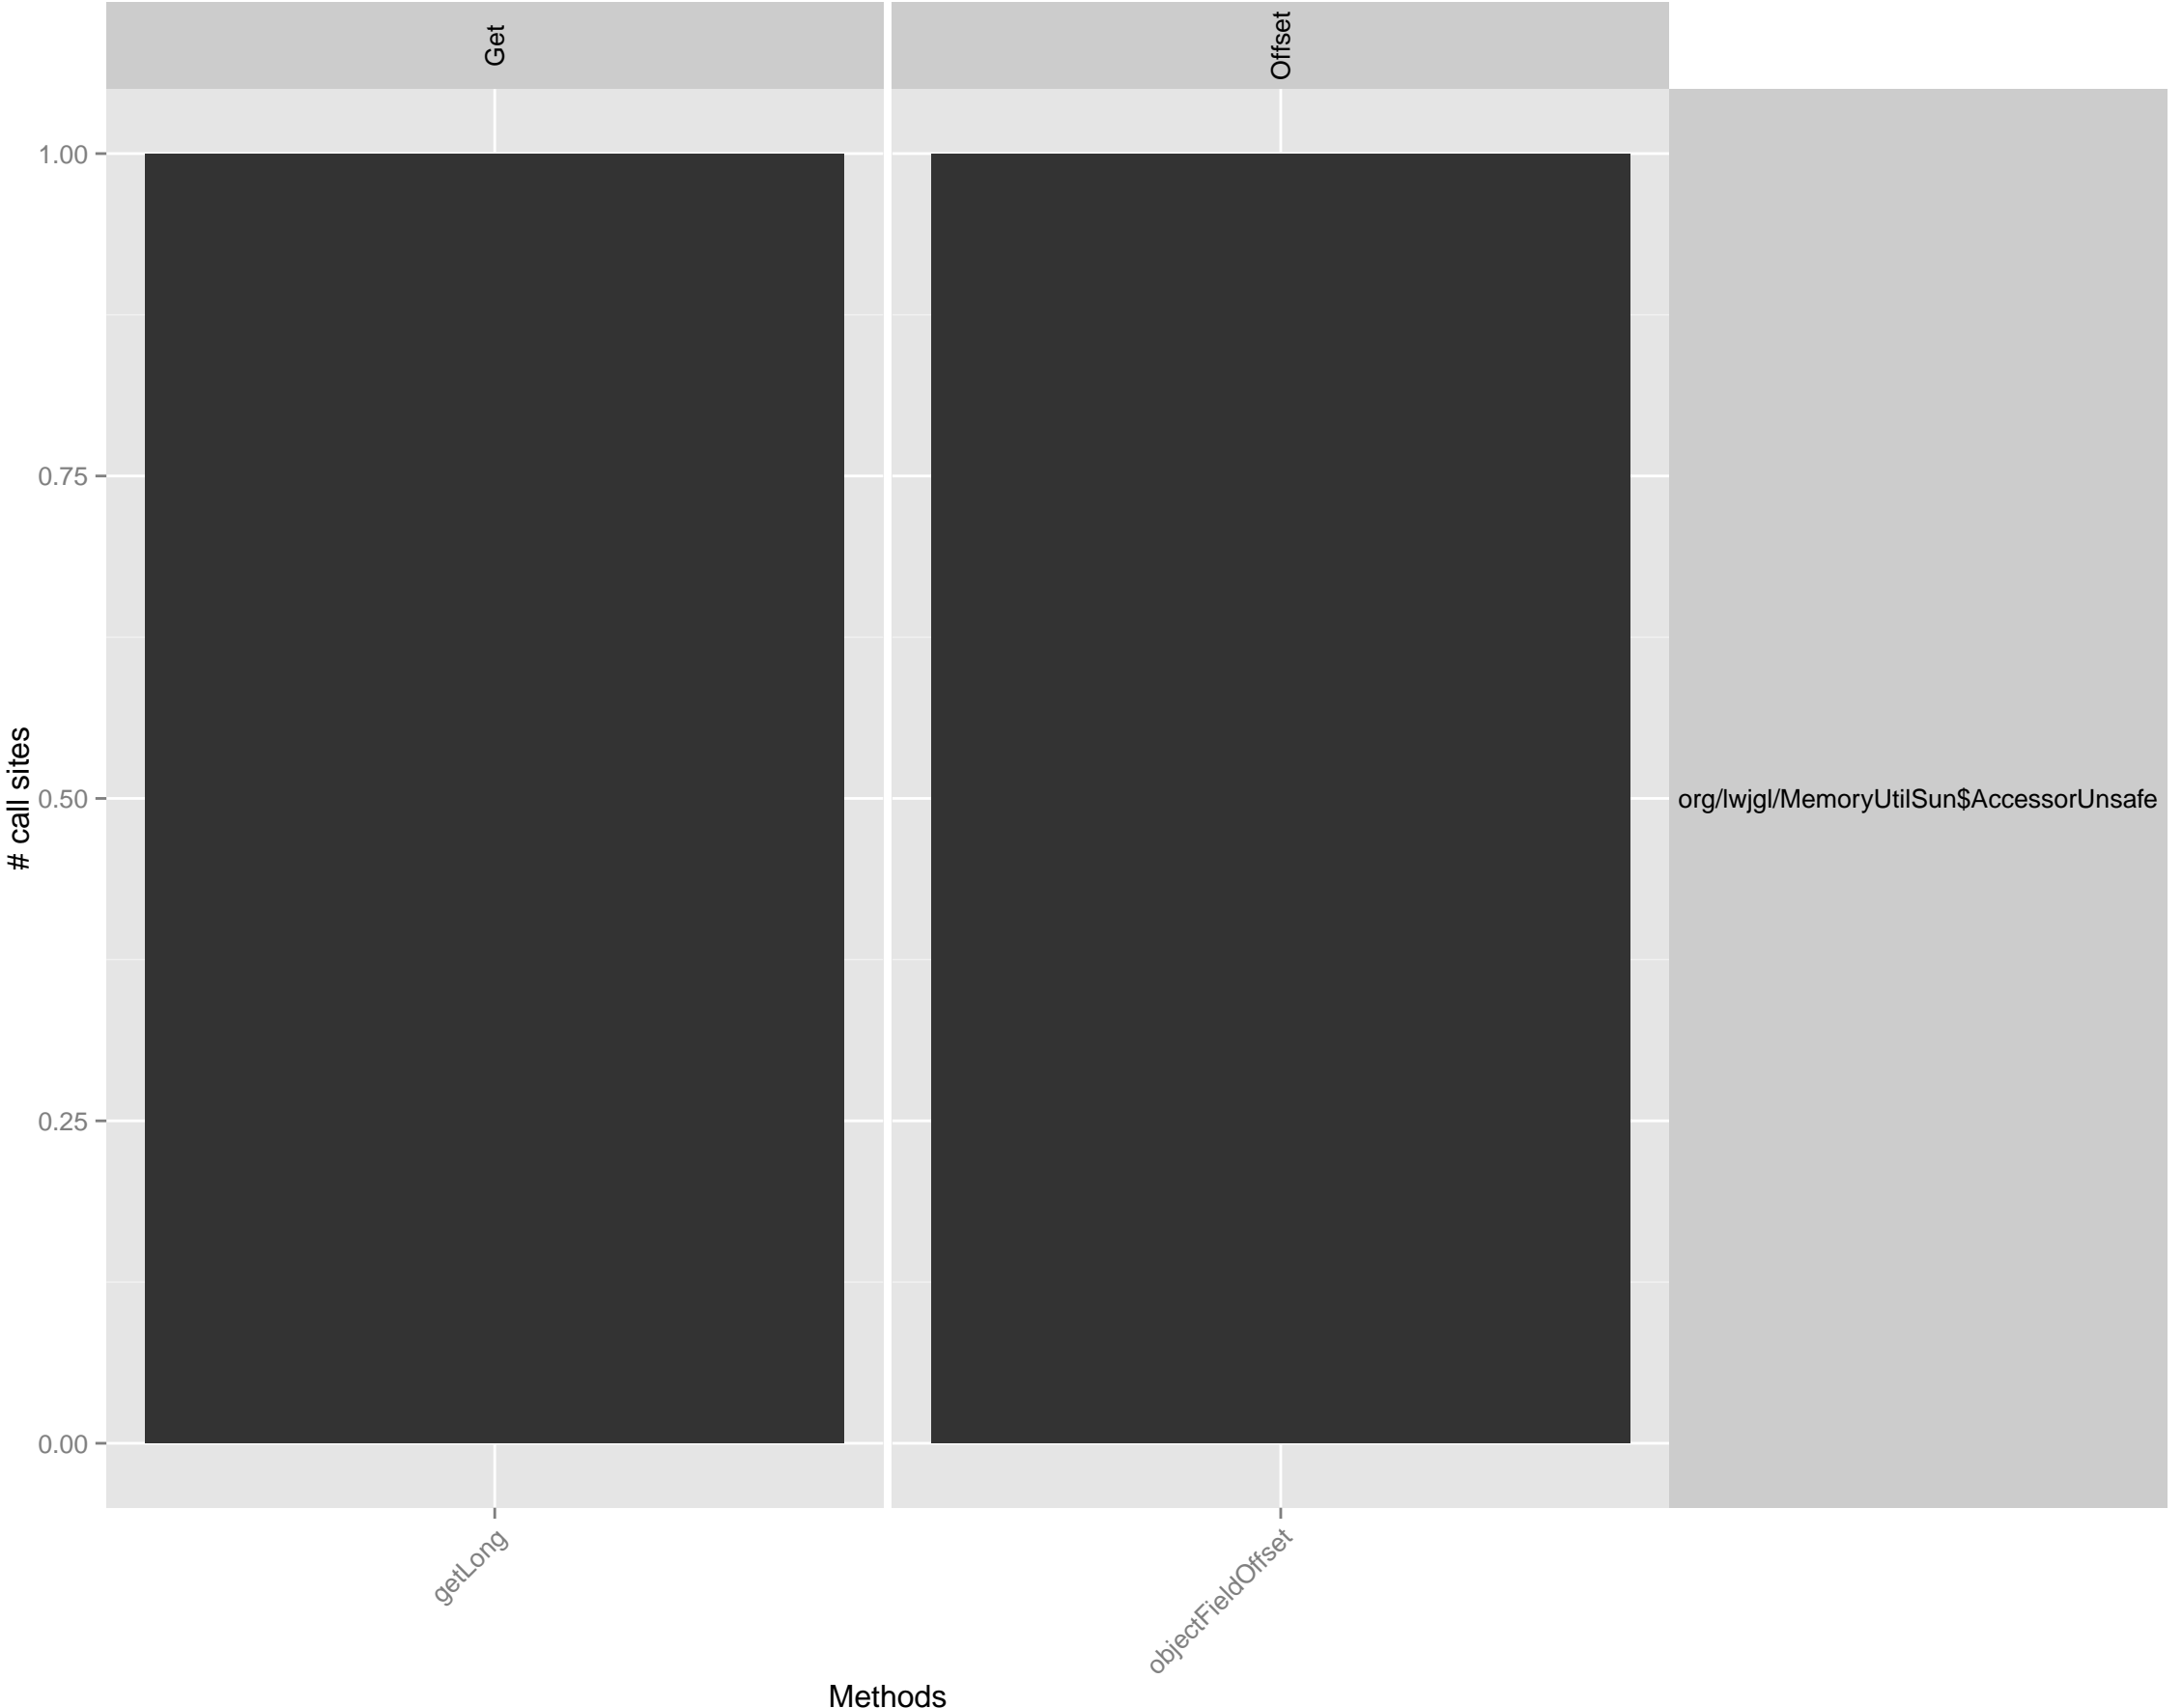 Get
Offset
1.00
0.75
0.50
0.25
0.00
# call sites
org/lwjgl/MemoryUtilSun$AccessorUnsafe
getLong
objectFieldOffset
Methods